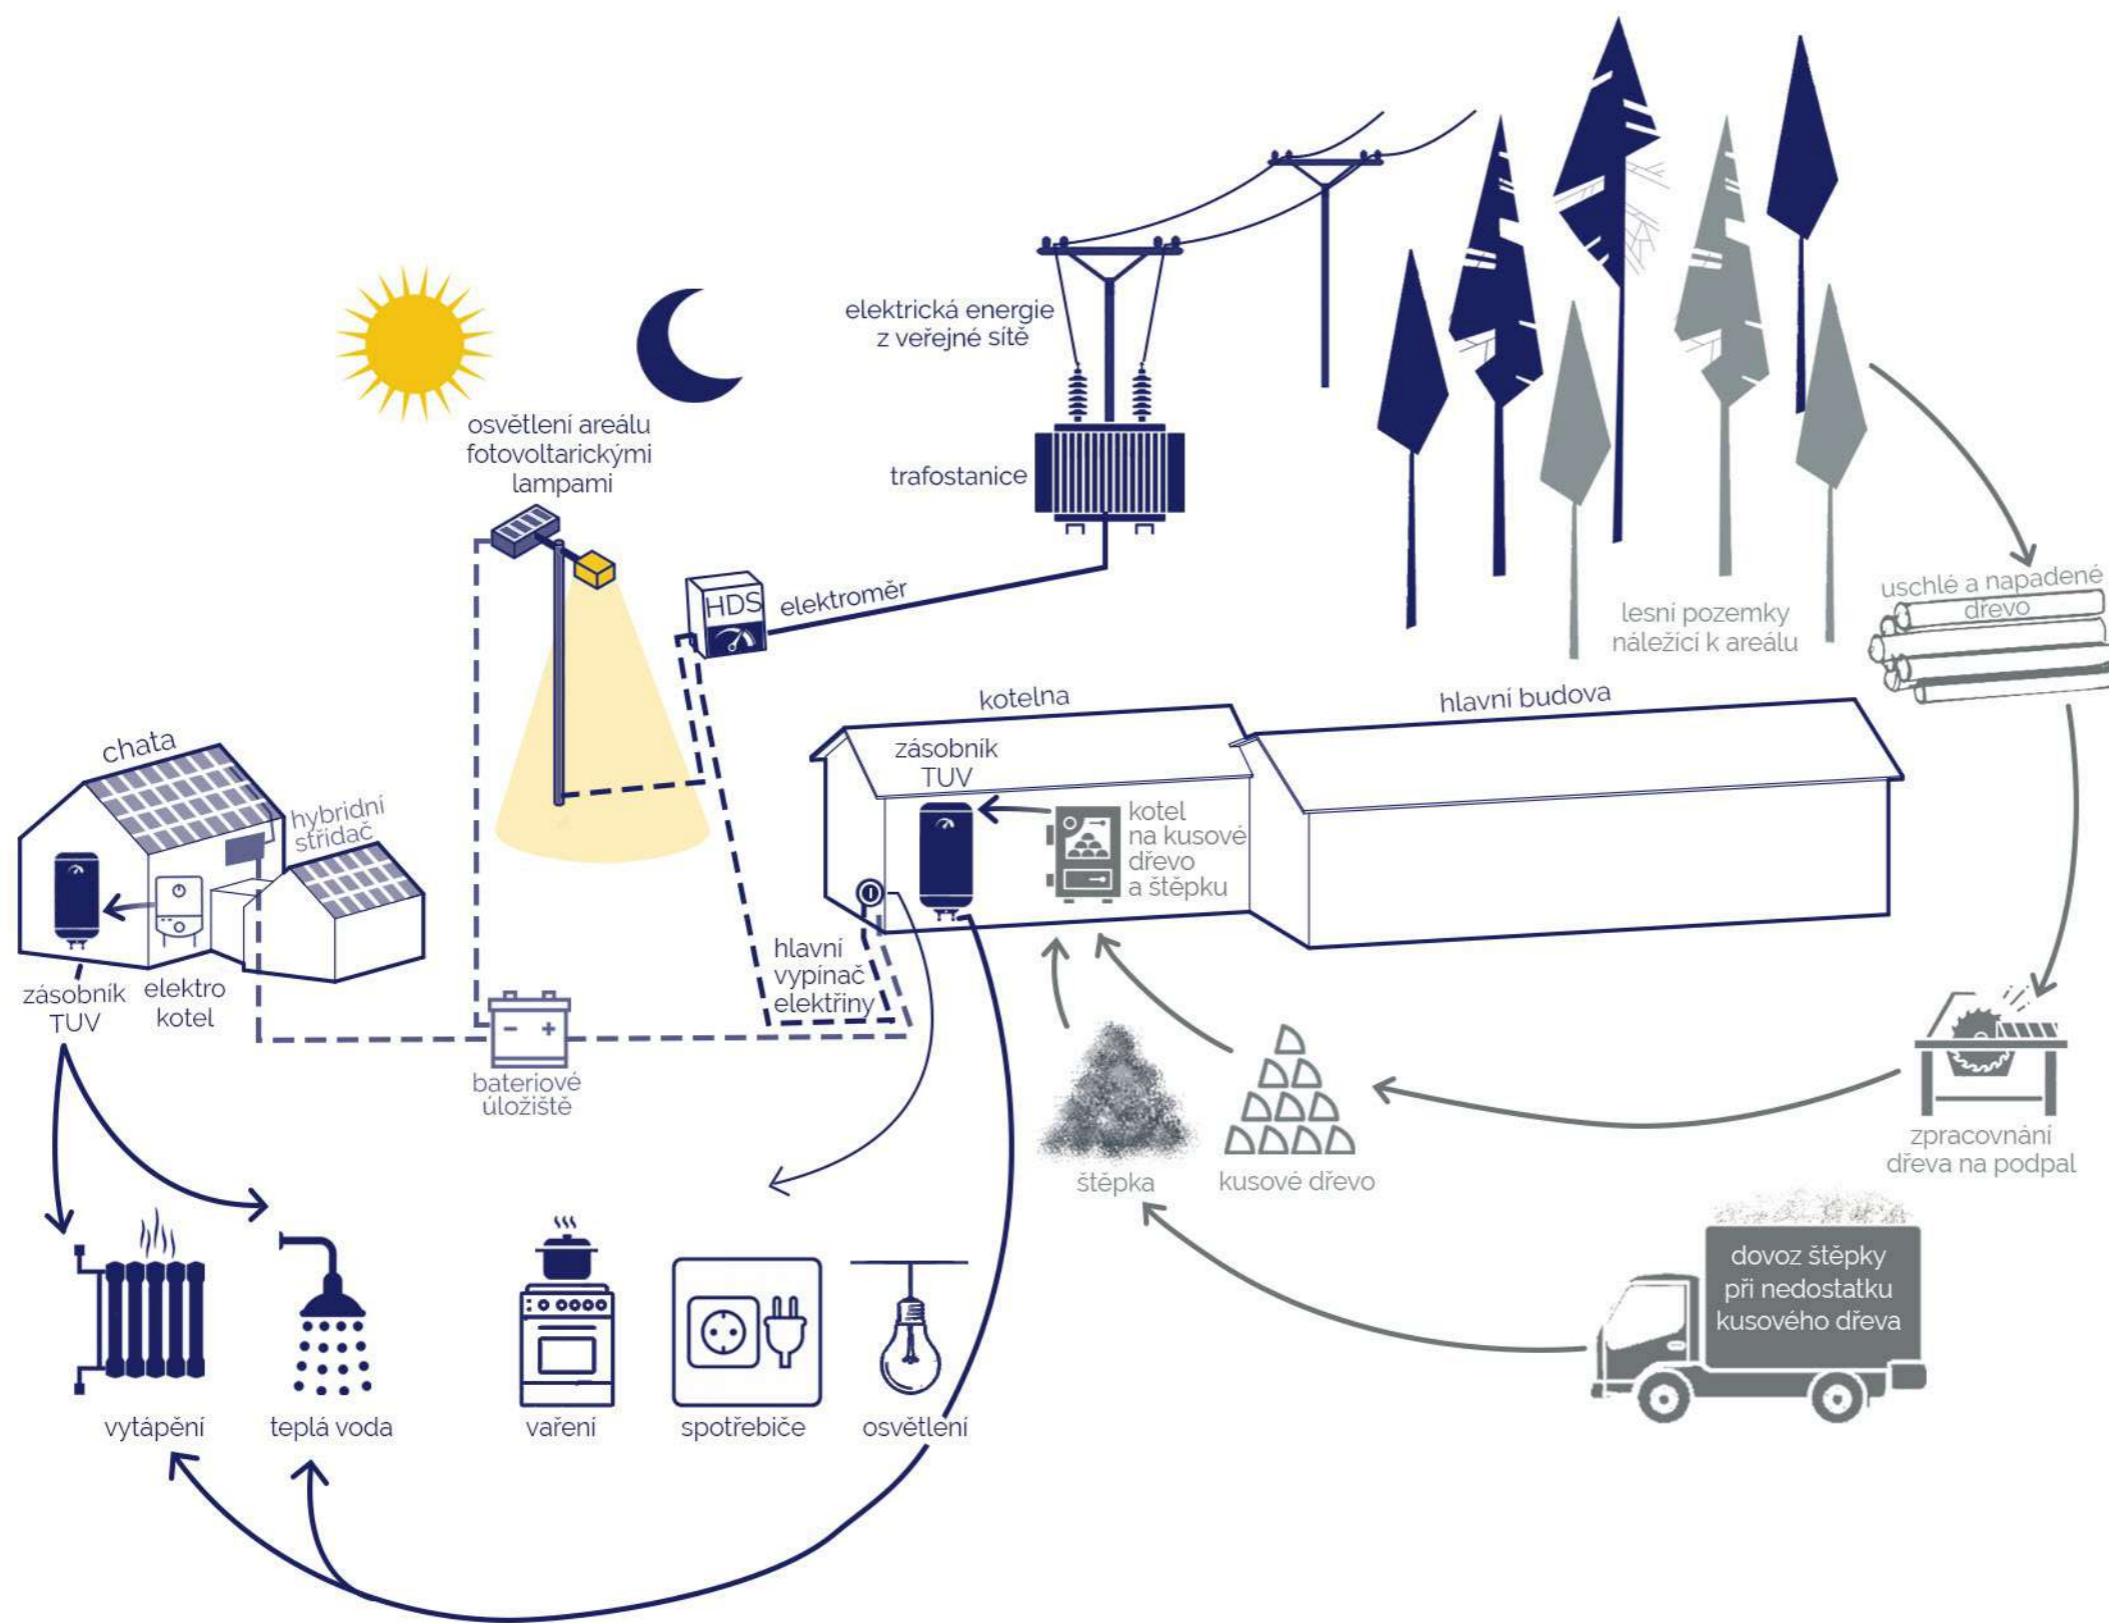 elektrická energie
z veřejné sítě
osvětlení areálu
fotovoltarickými
lampami
trafostanice
HDS
elektroměr
uschlé a napadené
dřevo
lesní pozemky
náležící k areálu
kotelna
hlavní budova
chata
zásobník
TUV
hybridní
střídač
kotel
na kusové
dřevo
a štěpku
hlavní
vypínač
elektřiny
zásobník
TUV
elektro
kotel
bateriové
úložiště
štěpka
kusové dřevo
zpracovnání
dřeva na podpal
dovoz štěpky
při nedostatku
kusového dřeva
vytápění
teplá voda
vaření
spotřebiče
osvětlení